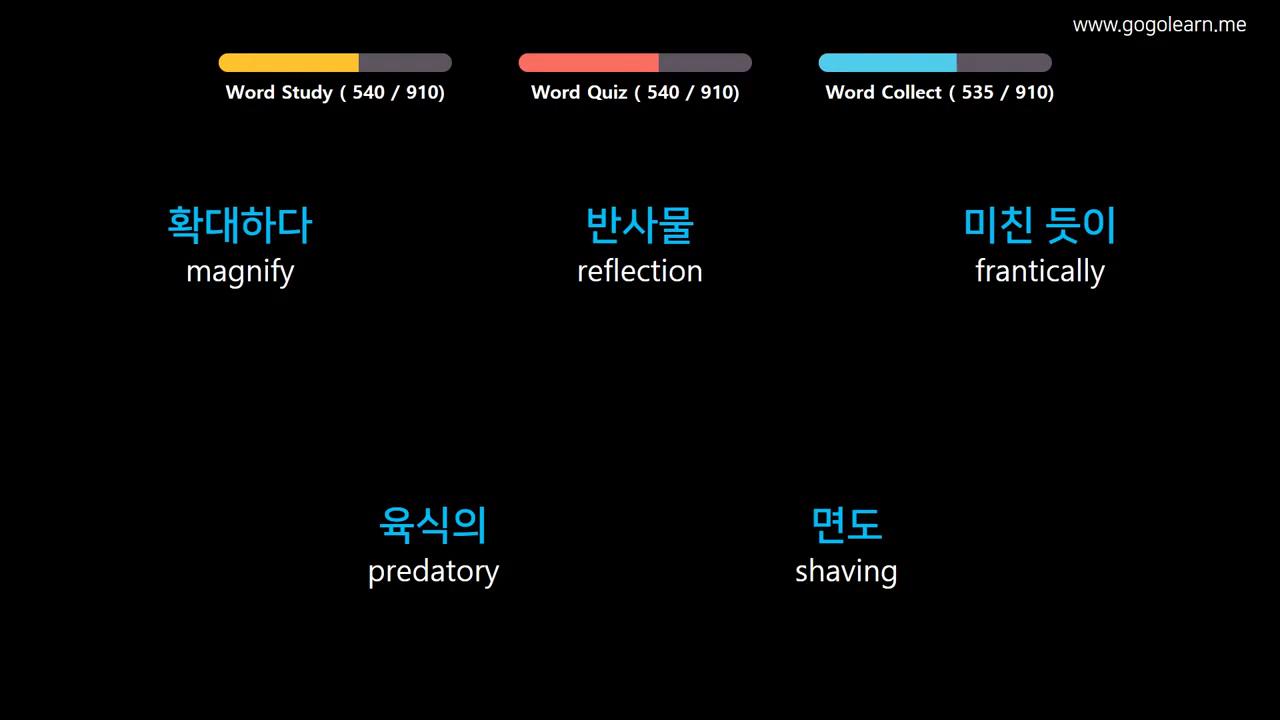 www.gogolearn.me
Word Study ( 540 / 910)
Word Quiz ( 540 / 910)
Word Collect ( 535 / 910)
확대하다
magnify
반사물
reflection
미친 듯이
frantically
육식의
predatory
면도
shaving